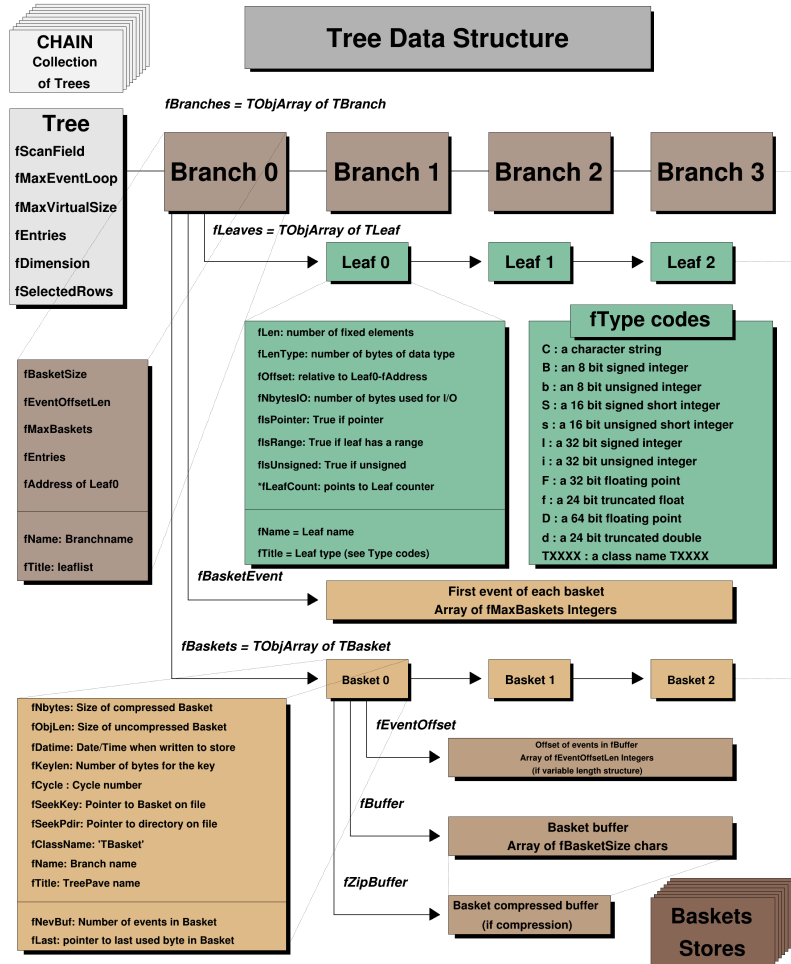 CHAIN
Collection
of Trees
Tree Data Structure
fBranches = TObjArray of TBranch
Tree
fScanField
fMaxEventLoop
fMaxVirtualSize
fEntries
fDimension
fSelectedRows
Branch 0
Branch 1
Branch 2
Branch 3
fLeaves = TObjArray of TLeaf
Leaf 0
Leaf 1
Leaf 2
fBasketSize
fEventOffsetLen
fMaxBaskets
fEntries
fAddress of Leaf0
fName: Branchname
fTitle: leaflist
fLen: number of fixed elements
fLenType: number of bytes of data type
fOffset: relative to Leaf0-fAddress
fNbytesIO: number of bytes used for I/O
fIsPointer: True if pointer
fIsRange: True if leaf has a range
fIsUnsigned: True if unsigned
*fLeafCount: points to Leaf counter
fName = Leaf name
fTitle = Leaf type (see Type codes)
fType codes
C : a character string
B : an 8 bit signed integer
b : an 8 bit unsigned integer
S : a 16 bit signed short integer
s : a 16 bit unsigned short integer
I : a 32 bit signed integer
i : a 32 bit unsigned integer
F : a 32 bit floating point
f : a 24 bit truncated float
D : a 64 bit floating point
d : a 24 bit truncated double
TXXXX : a class name TXXXX
fBasketEvent
First event of each basket
Array of fMaxBaskets Integers
fBaskets = TObjArray of TBasket
Basket 0
Basket 1
Basket 2
fNbytes: Size of compressed Basket
fObjLen: Size of uncompressed Basket
fDatime: Date/Time when written to store
fKeylen: Number of bytes for the key
fCycle : Cycle number
fSeekKey: Pointer to Basket on file
fSeekPdir: Pointer to directory on file
fClassName: 'TBasket'
fName: Branch name
fTitle: TreePave name
fNevBuf: Number of events in Basket
fLast: pointer to last used byte in Basket
fEventOffset
Offset of events in fBuffer
Array of fEventOffsetLen Integers
(if variable length structure)
fBuffer
Basket buffer
Array of fBasketSize chars
fZipBuffer
Basket compressed buffer
(if compression)
Baskets
Stores